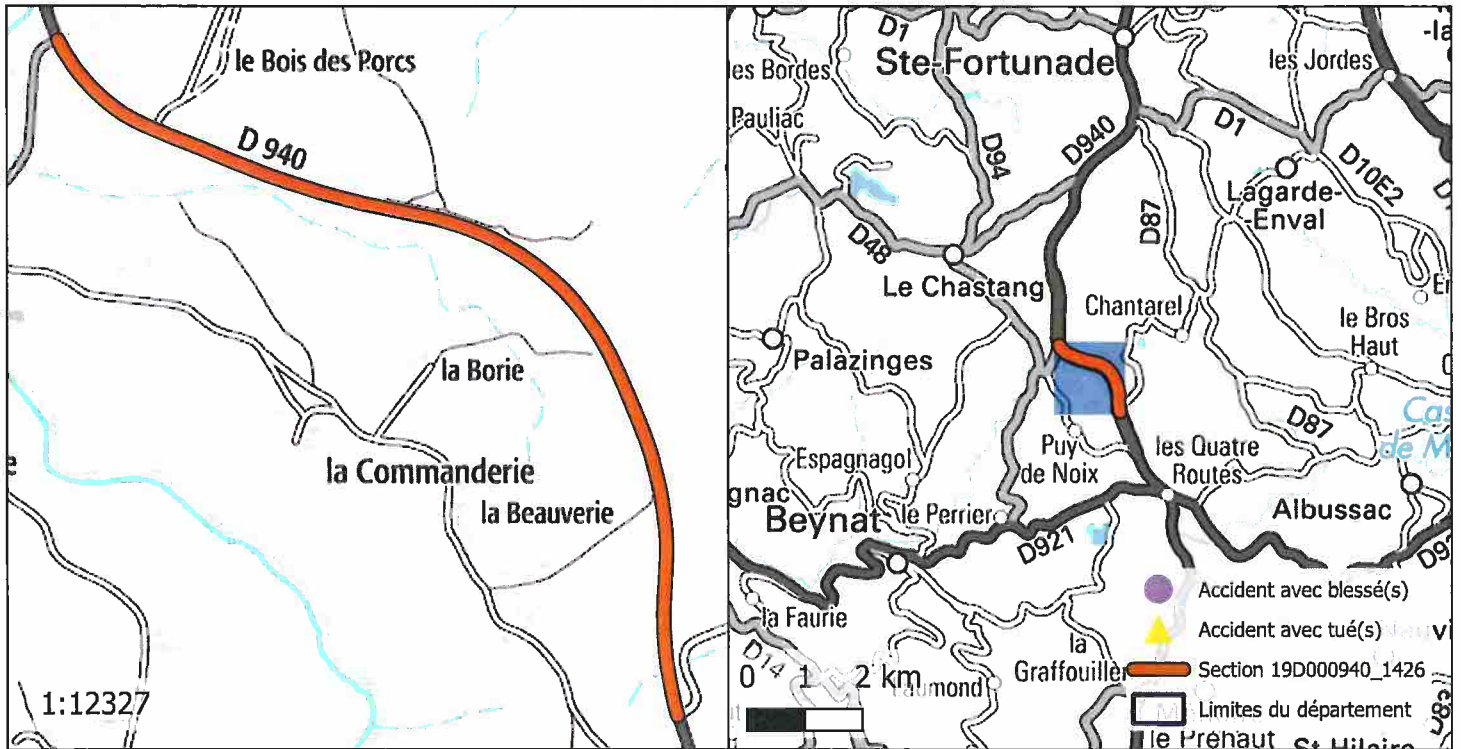 le Bois des Porcs
D 940
la Borie
la Commanderie
la Beauverie
1:12327
D1
Ste-Fortunade
les Jordes
les Bordes
Pauliac
D94
D940
D1
D10E2
Lagarde-
-Enval
D87
D48
Le Chastang
Chantarel
le Bros
Haut
Palazinges
D87
Puy
de Noix
les Quatre
Routes
Espagnagol
Beynat
le Perrier
Albussac
D921
la Faurie
D14
la
Graffouiller
0 1 2 km
Accident avec blessé(s)
Accident avec tué(s)
Section 19D000940_1426
Limites du département
le Préhaut